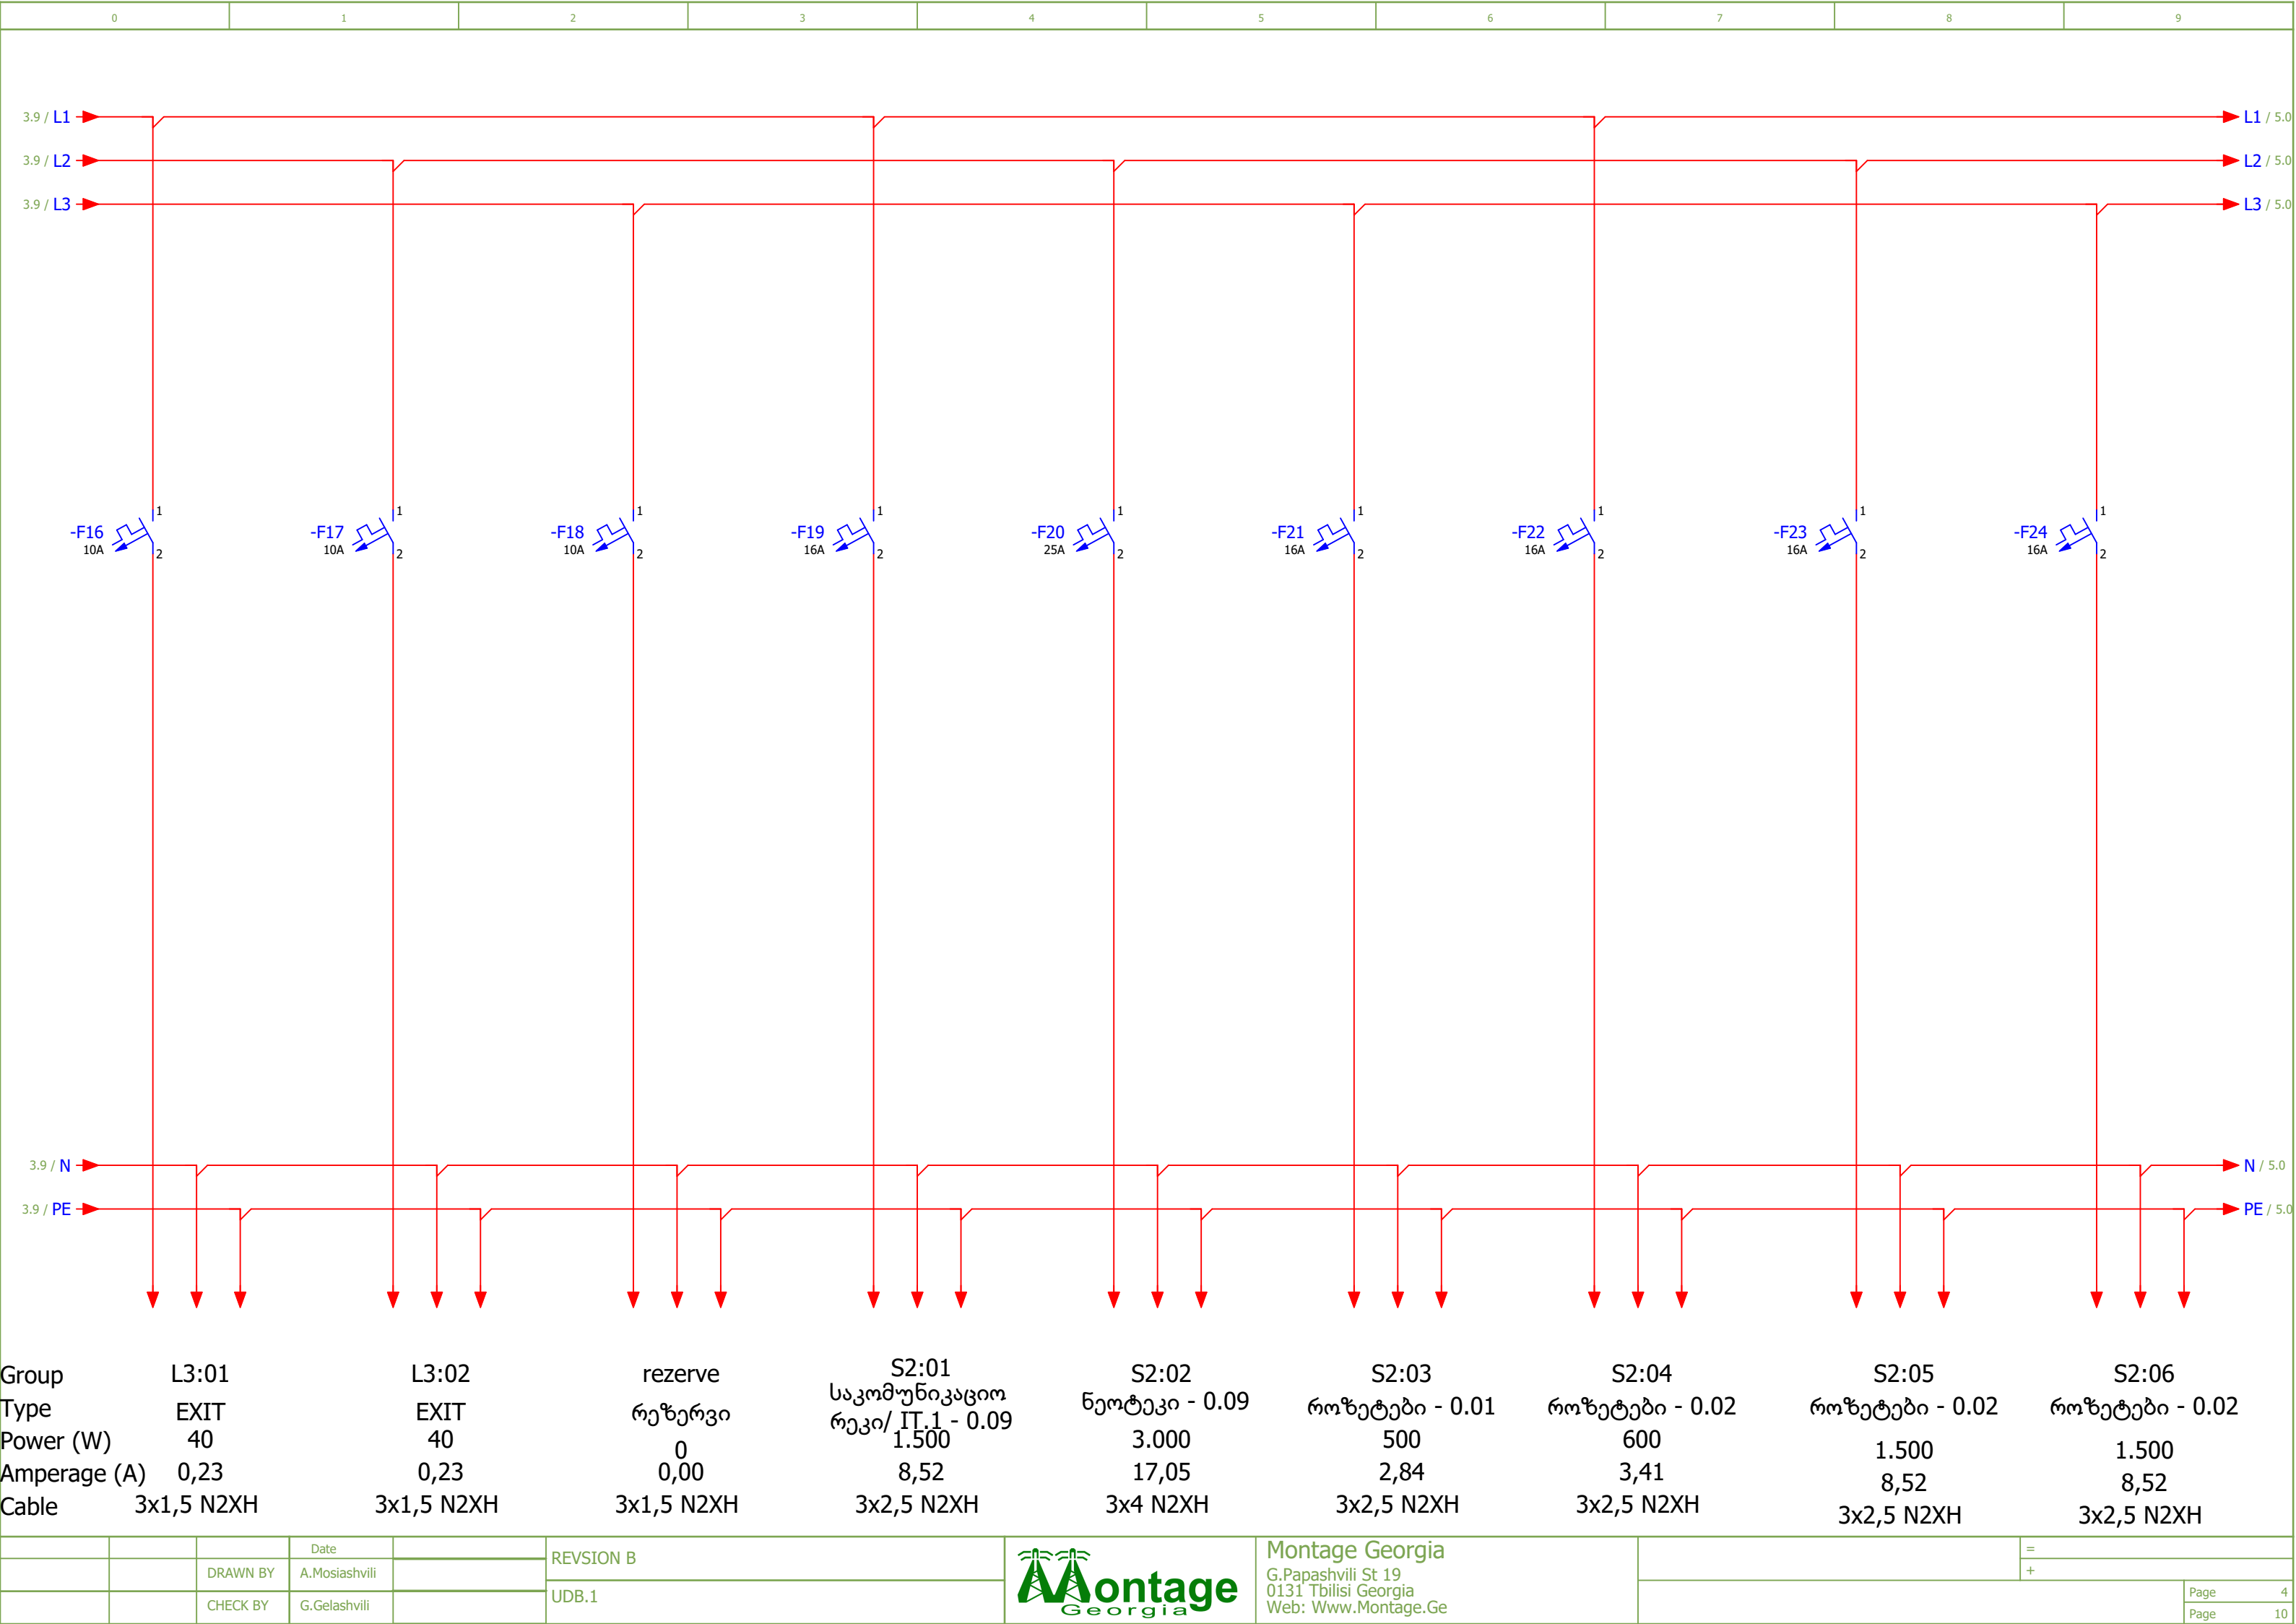 0 1 2 3 4 5 6 7 8 9
3.9 / L1 L1 / 5.0
3.9 / L2 L2 / 5.0
3.9 / L3 L3 / 5.0
1 1 1 1 1 1 1 1 1
-F16 -F17 -F18 -F19 -F20 -F21 -F22 -F23 -F24
10A 10A 10A 16A 25A 16A 16A 16A 16A
2 2 2 2 2 2 2 2 2
3.9 / N N / 5.0
3.9 / PE PE / 5.0
Group L3:01 L3:02 rezerve S2:01 S2:02 S2:03 S2:04 S2:05 S2:06
Type EXIT EXIT რეზერვი საკომუნიკაციო
რეკი/ IT.1 - 0.09 ნეოტეკი - 0.09 როზეტები - 0.01 როზეტები - 0.02 როზეტები - 0.02 როზეტები - 0.02
Power (W) 40 40 0 1.500 3.000 500 600 1.500 1.500
Amperage (A) 0,23 0,23 0,00 8,52 17,05 2,84 3,41 8,52 8,52
Cable 3x1,5 N2XH 3x1,5 N2XH 3x1,5 N2XH 3x2,5 N2XH 3x4 N2XH 3x2,5 N2XH 3x2,5 N2XH 3x2,5 N2XH 3x2,5 N2XH
Date
DRAWN BY A.Mosiashvili
CHECK BY G.Gelashvili
REVSION B
UDB.1
Montage
Georgia
Montage Georgia
G.Papashvili St 19
0131 Tbilisi Georgia
Web: Www.Montage.Ge
=
+
Page 4
Page 10